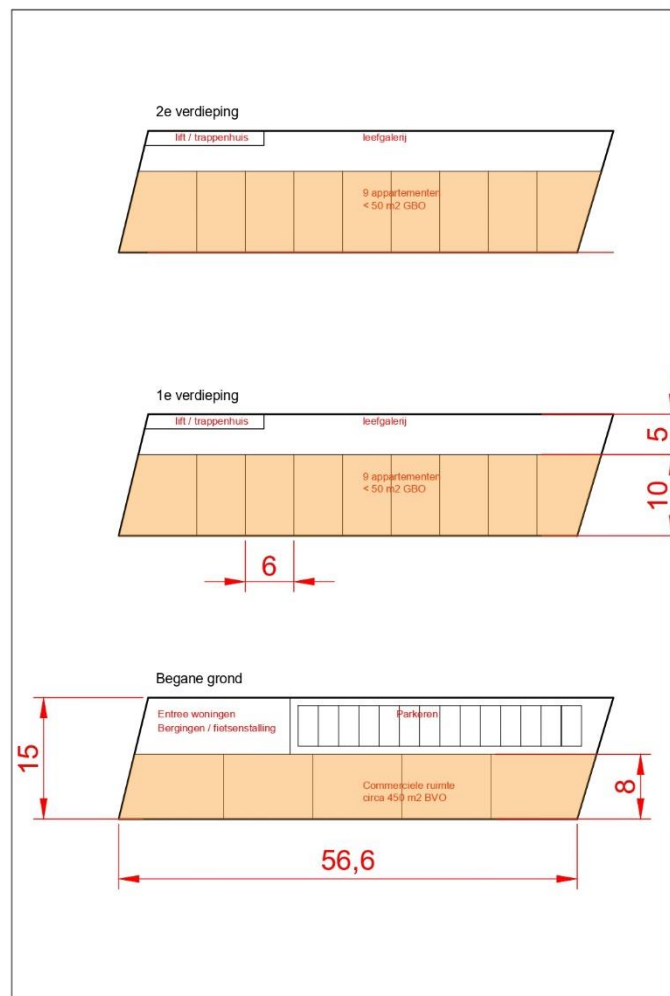 2e verdieping
lift / trappenhuis
leefgalerij
9 appartementen
< 50 m2 GBO
1e verdieping
lift / trappenhuis
leefgalerij
5
9 appartementen
< 50 m2 GBO
10
6
Begane grond
Entree woningen
Bergingen / fietsenstalling
Parkeren
15
Commerciele ruimte
circa 450 m2 BVO
8
56,6